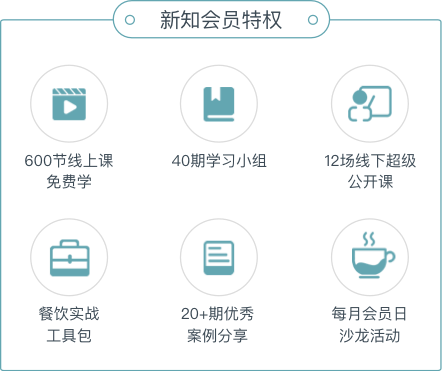 新知会员特权
600节线上课
免费学
40期学习小组
12场线下超级
公开课
餐饮实战
工具包
20+期优秀
案例分享
每月会员日
沙龙活动